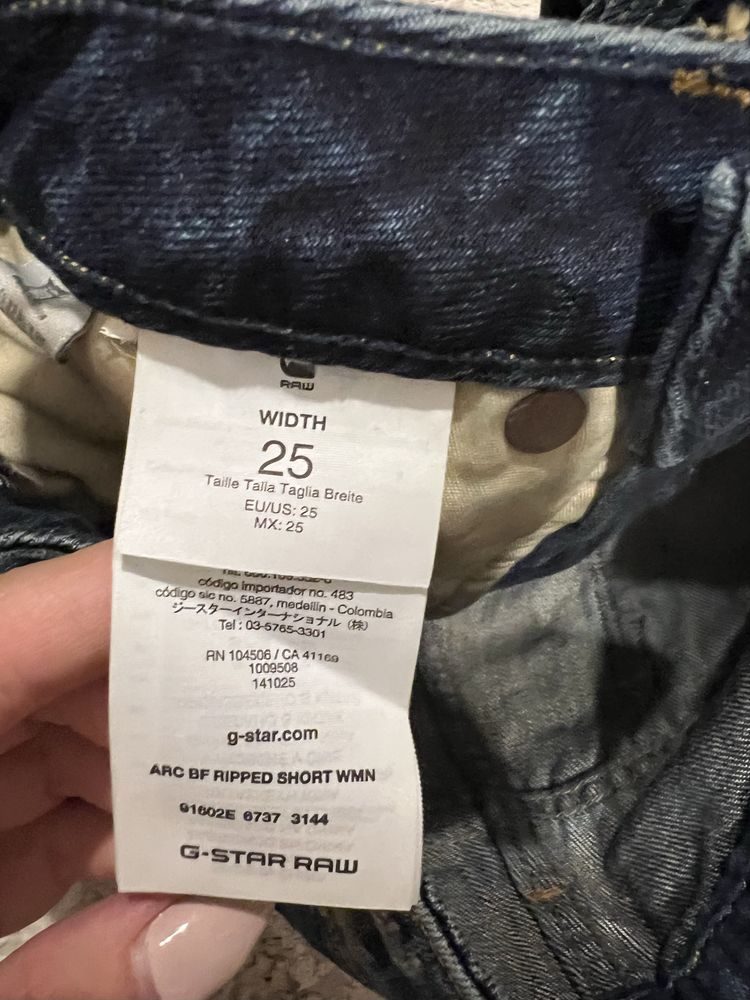 RAW
WIDTH
25
Taille Talla Taglia Breite
EU/US: 25
MX: 25
código importador no. 483
código sic no. 5887, medellin - Colombia
ジースターインターナショナル（株）
Tel : 03-5765-3301
RN 104506 / CA 41169
1009508
141025
g-star.com
ARC BF RIPPED SHORT WMN
91602E 6737 3144
G-STAR RAW